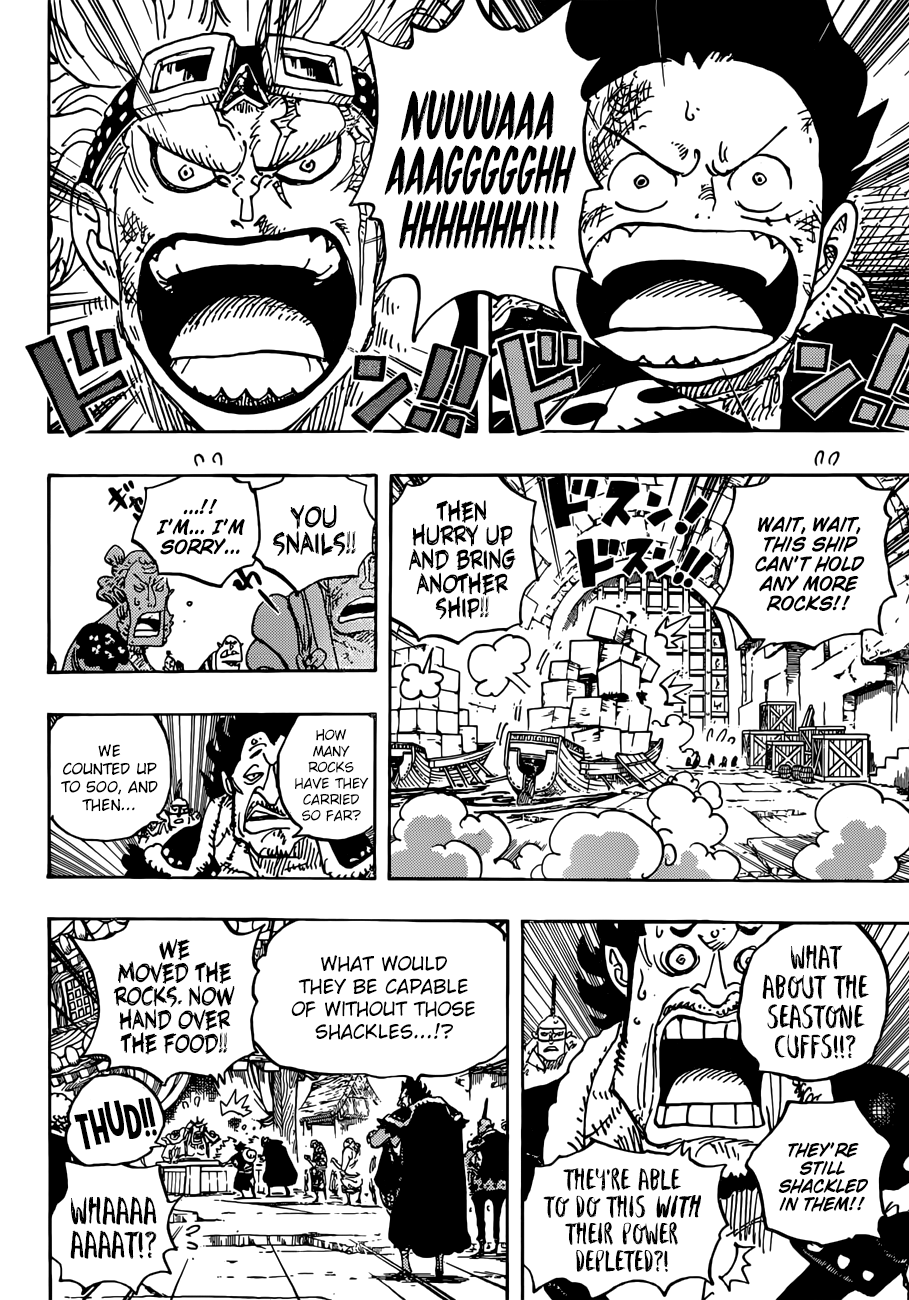 NUUUUAAA
AAAGGGGGHH
HHHHHHH!!!
ドン!!
ドン!!
WAIT, WAIT,
THIS SHIP
CAN'T HOLD
ANY MORE
ROCKS!!
ドスン!!
ドスン!!
THEN
HURRY UP
AND BRING
ANOTHER
SHIP!!
YOU
SNAILS!!
...!!
I'M... I'M
SORRY...
HOW
MANY
ROCKS
HAVE THEY
CARRIED
SO FAR?
WE
COUNTED UP
TO 500, AND
THEN...
WHAT
ABOUT THE
SEASTONE
CUFFS!!?
THEY'RE
STILL
SHACKLED
IN THEM!!
THEY'RE ABLE
TO DO THIS WITH
THEIR POWER
DEPLETED?!
WHAT WOULD
THEY BE CAPABLE
OF WITHOUT THOSE
SHACKLES...!?
WE
MOVED THE
ROCKS. NOW
HAND OVER
THE FOOD!!
THUD!!
WHAAAA
AAAAT!?